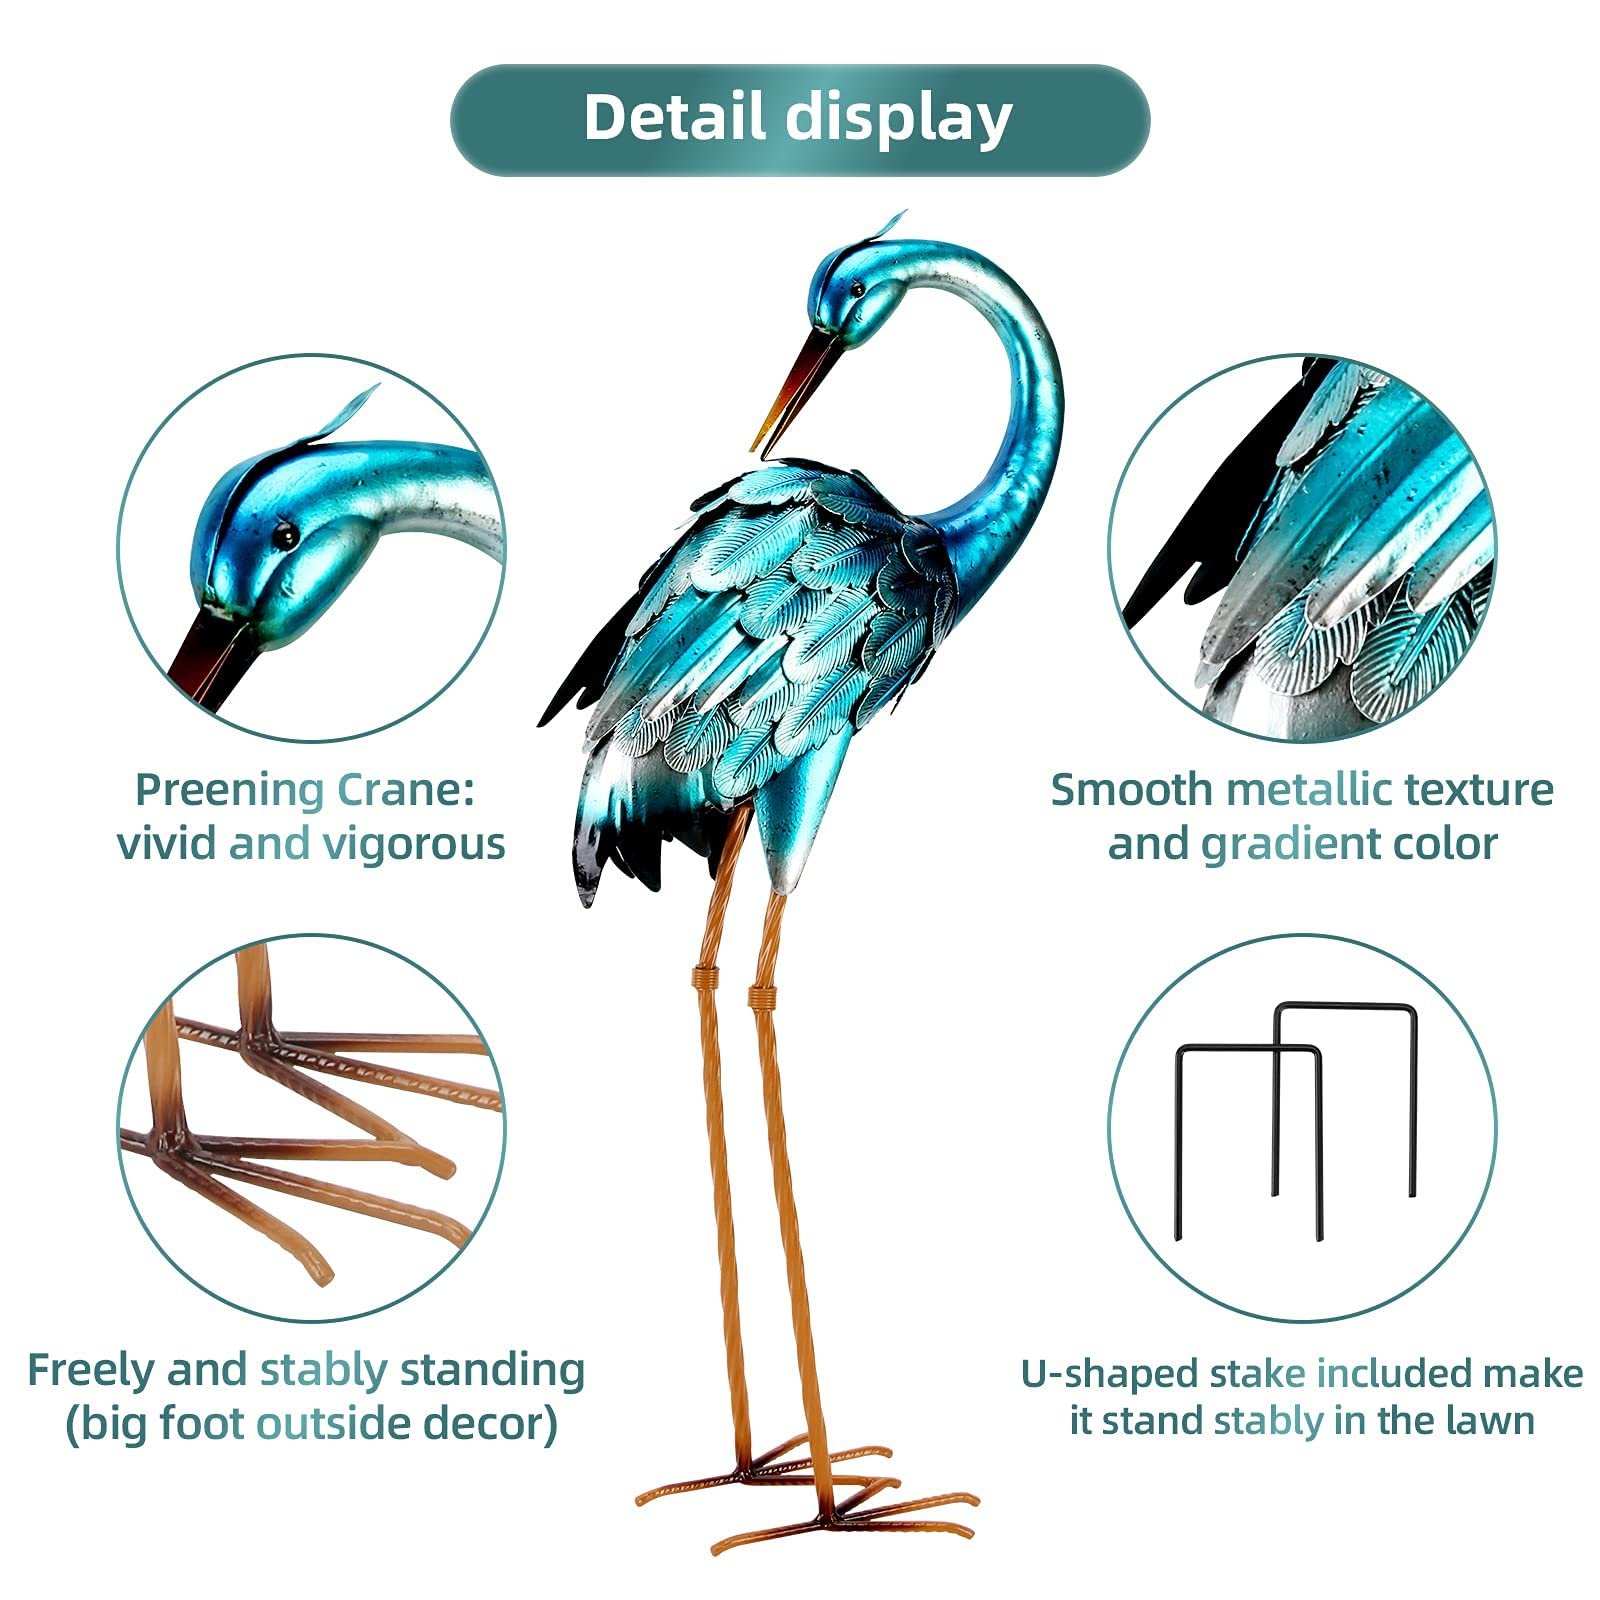 Detail display
Preening Crane:
vivid and vigorous
Smooth metallic texture
and gradient color
Freely and stably standing
(big foot outside decor)
U-shaped stake included make
it stand stably in the lawn